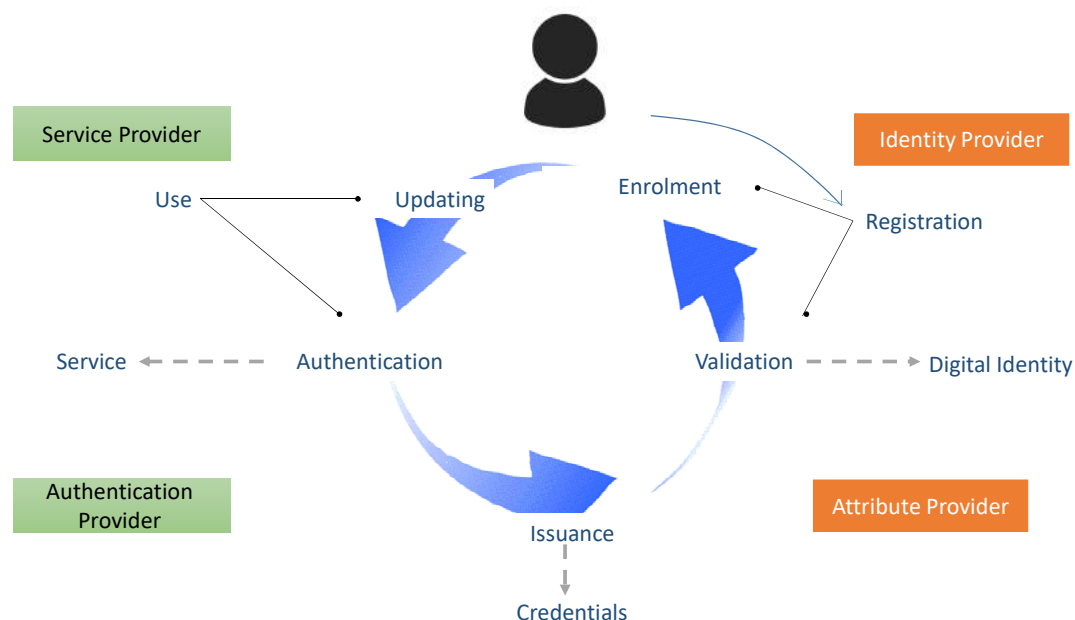 Service Provider
Identity Provider
Enrolment
Use
Updating
Registration
Service
Authentication
Validation
Digital Identity
Authentication
Provider
Attribute Provider
Issuance
Credentials